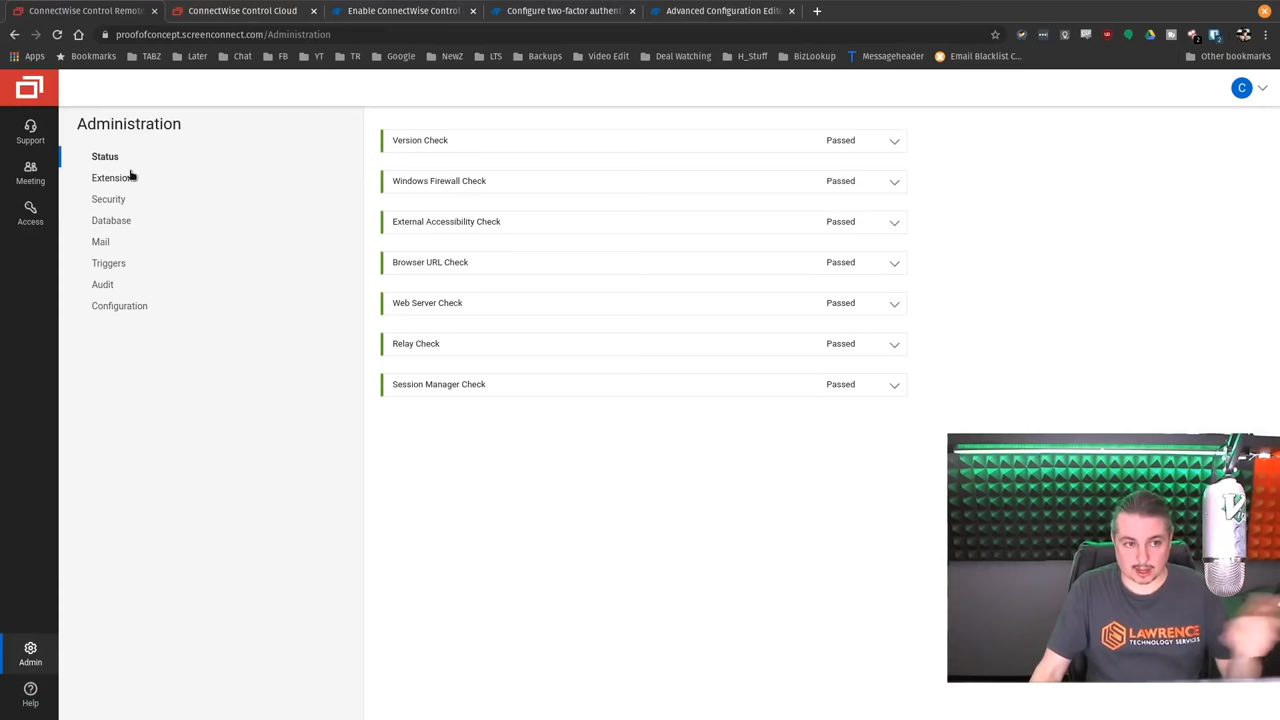 ConnectWise Control Remote
ConnectWise Control Cloud
Enable ConnectWise Control
Configure two-factor authent
Advanced Configuration Edito
proofofconcept.screenconnect.com/Administration
Apps
Bookmarks
TABZ
Later
Chat
FB
YT
TR
Google
NewZ
LTS
Backups
Video Edit
Deal Watching
H_Stuff
BizLookup
Messageheader
Email Blacklist C...
Other bookmarks
C
Support
Meeting
Access
Admin
Help
Administration
Status
Extensions
Security
Database
Mail
Triggers
Audit
Configuration
Version Check Passed
Windows Firewall Check Passed
External Accessibility Check Passed
Browser URL Check Passed
Web Server Check Passed
Relay Check Passed
Session Manager Check Passed
LAWRENCE
TECHNOLOGY SERVICES